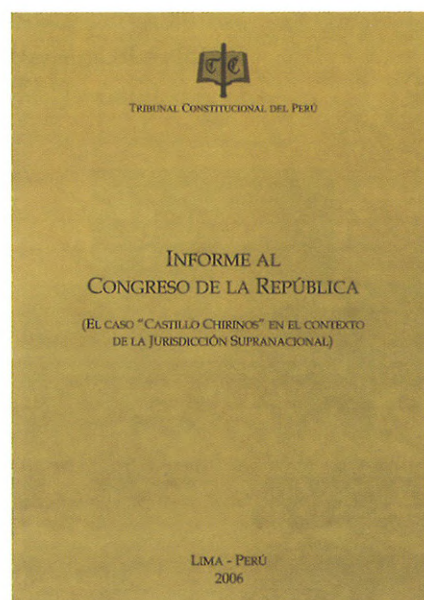 T C
TRIBUNAL CONSTITUCIONAL DEL PERÚ
INFORME AL
CONGRESO DE LA REPÚBLICA
(EL CASO "CASTILLO CHIRINOS" EN EL CONTEXTO
DE LA JURISDICCIÓN SUPRANACIONAL)
LIMA - PERÚ
2006